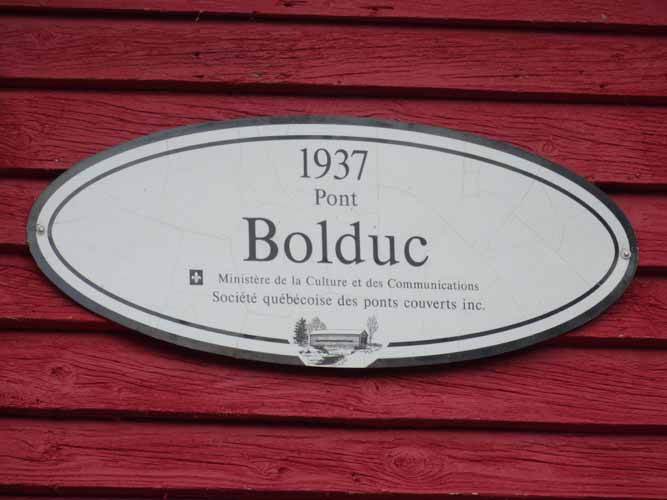 1937
Pont
Bolduc
Ministère de la Culture et des Communications
Société québécoise des ponts couverts inc.